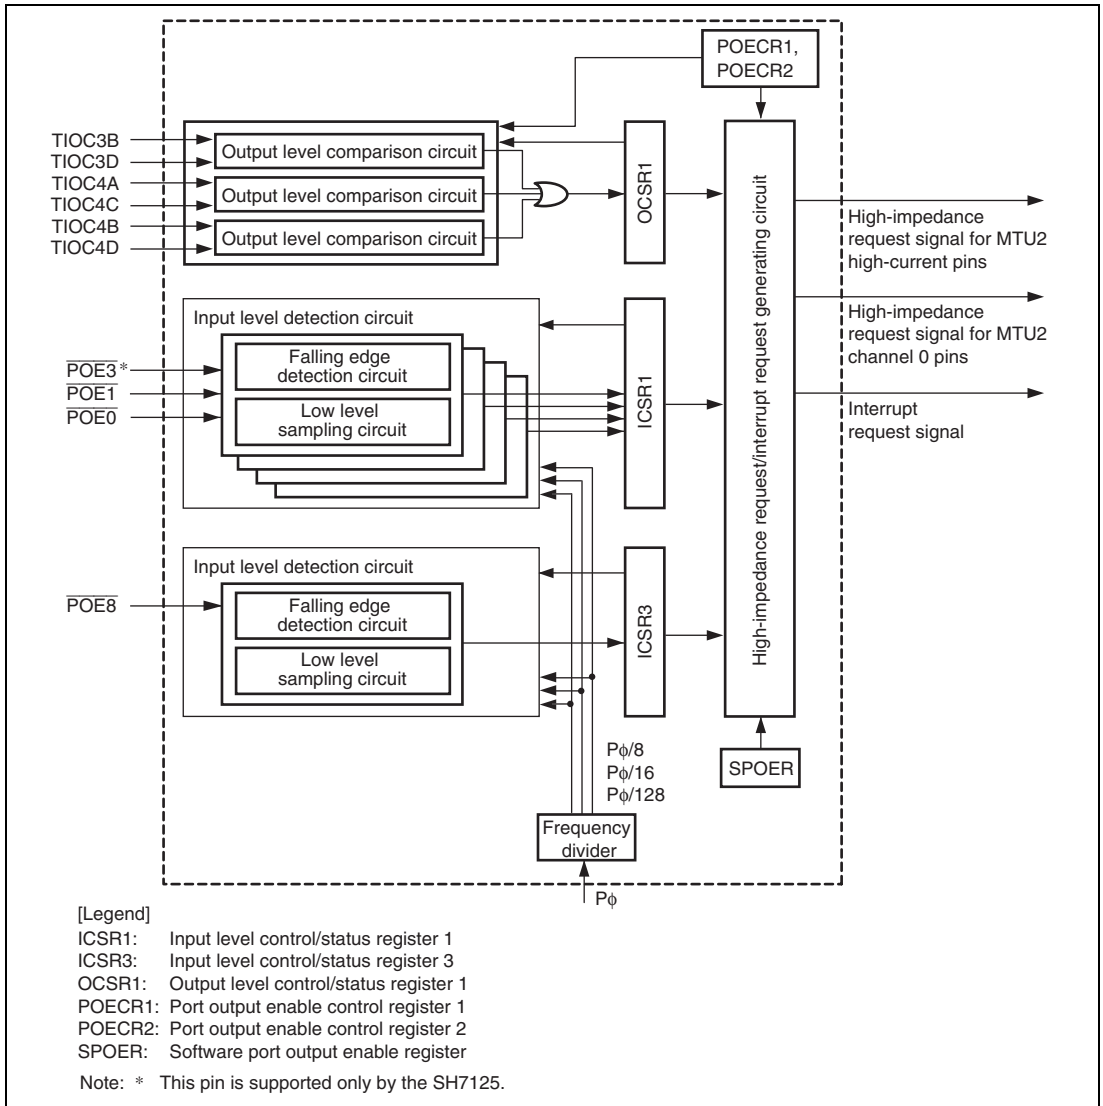 POECR1,
POECR2
TIOC3B
TIOC3D
TIOC4A
TIOC4C
TIOC4B
TIOC4D
Output level comparison circuit
Output level comparison circuit
Output level comparison circuit
OCSR1
High-impedance request/interrupt request generating circuit
High-impedance
request signal for MTU2
high-current pins
High-impedance
request signal for MTU2
channel 0 pins
Interrupt
request signal
Input level detection circuit
POE3*
POE1
POE0
Falling edge
detection circuit
Low level
sampling circuit
ICSR1
Input level detection circuit
POE8
Falling edge
detection circuit
Low level
sampling circuit
ICSR3
Pϕ/8
Pϕ/16
Pϕ/128
SPOER
Frequency
divider
Pϕ
[Legend]
ICSR1: Input level control/status register 1
ICSR3: Input level control/status register 3
OCSR1: Output level control/status register 1
POECR1: Port output enable control register 1
POECR2: Port output enable control register 2
SPOER: Software port output enable register
Note: * This pin is supported only by the SH7125.